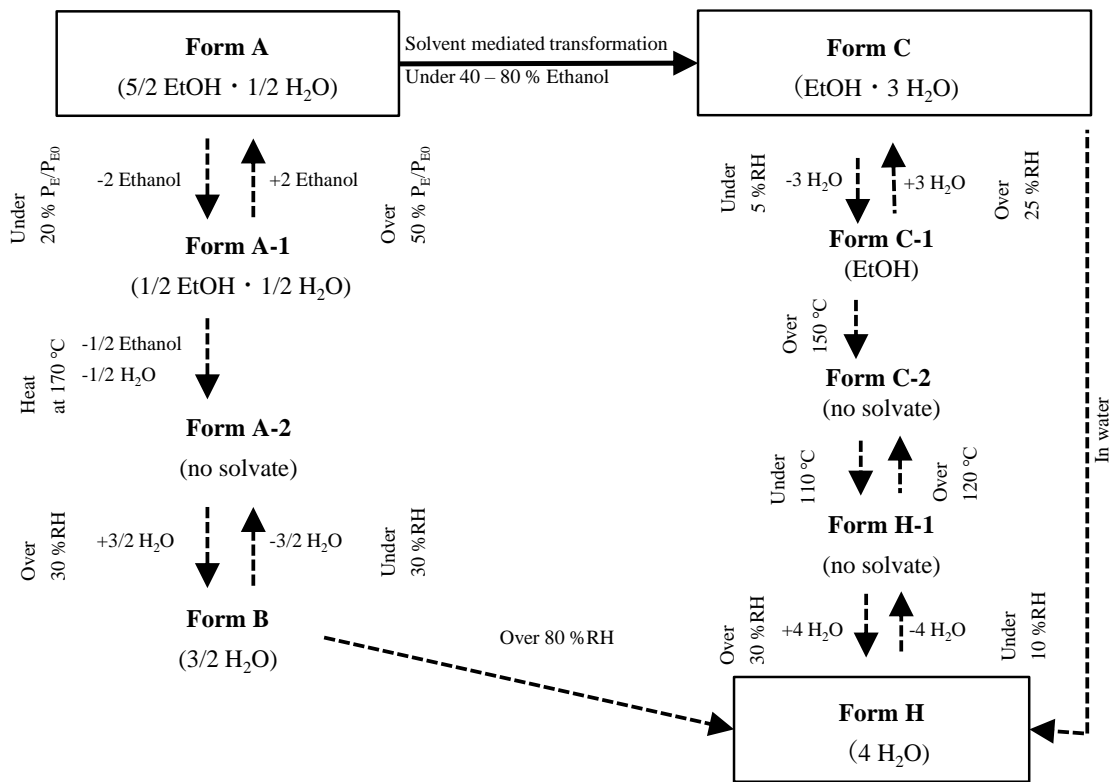 Form A
(5/2 EtOH・1/2 H₂O)
Solvent mediated transformation
Under 40 – 80 % Ethanol
Form C
(EtOH・3 H₂O)
Under
20 % P_E/P_E0
-2 Ethanol
+2 Ethanol
Over
50 % P_E/P_E0
Under
5 %RH
-3 H₂O
+3 H₂O
Over
25 %RH
Form A-1
(1/2 EtOH・1/2 H₂O)
Form C-1
(EtOH)
Heat
at 170 °C
-1/2 Ethanol
-1/2 H₂O
Over
150 °C
Form A-2
(no solvate)
Form C-2
(no solvate)
In water
Under
110 °C
Over
120 °C
Over
30 %RH
+3/2 H₂O
-3/2 H₂O
Under
30 %RH
Form H-1
(no solvate)
Form B
(3/2 H₂O)
Over 80 %RH
Over
30 %RH
+4 H₂O
-4 H₂O
Under
10 %RH
Form H
(4 H₂O)